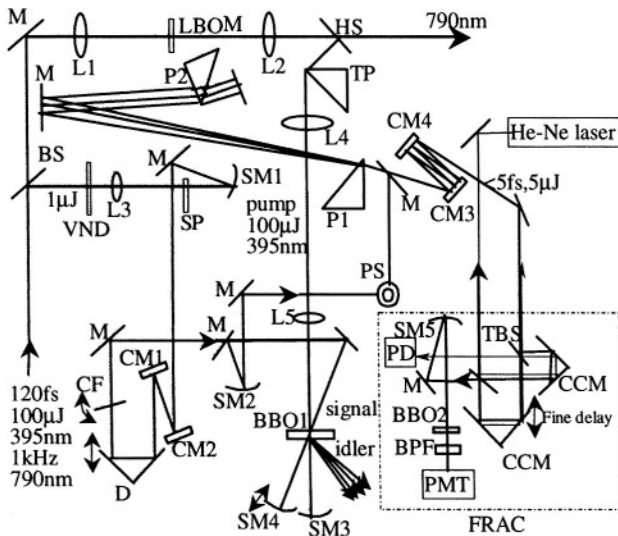 M
LBOM
HS
790nm
L1
L2
P2
TP
M
L4
CM4
He-Ne laser
BS
M
SM1
5fs,5μJ
1μJ
L3
SP
VND
pump
100μJ
395nm
P1
M
CM3
PS
M
L5
M
M
SM5
TBS
PD
CM1
CF
SM2
M
CCM
120fs
100μJ
395nm
1kHz
790nm
CM2
BBO1
signal
idler
BBO2
Fine delay
BPF
CCM
D
PMT
SM4
SM3
FRAC